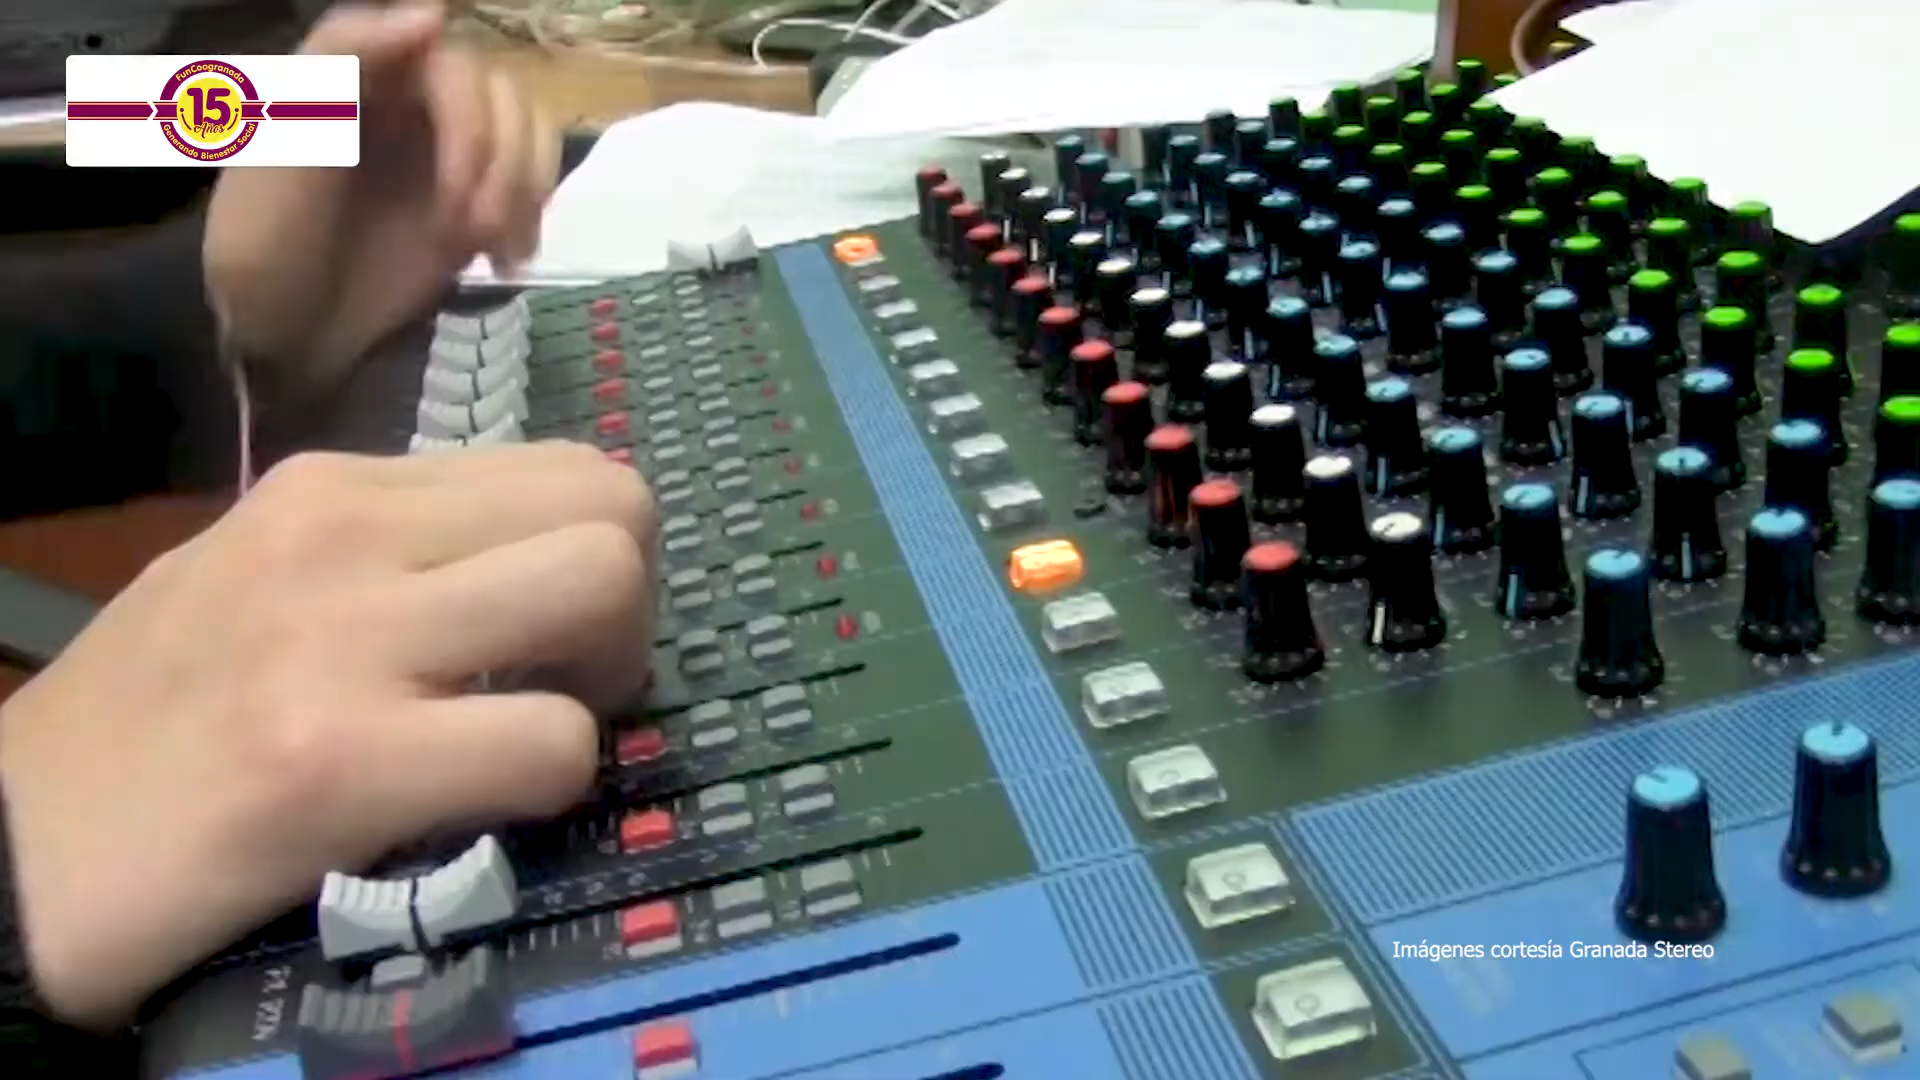 FunCoogranada
15
Años
Generando Bienestar Social
Imágenes cortesía Granada Stereo